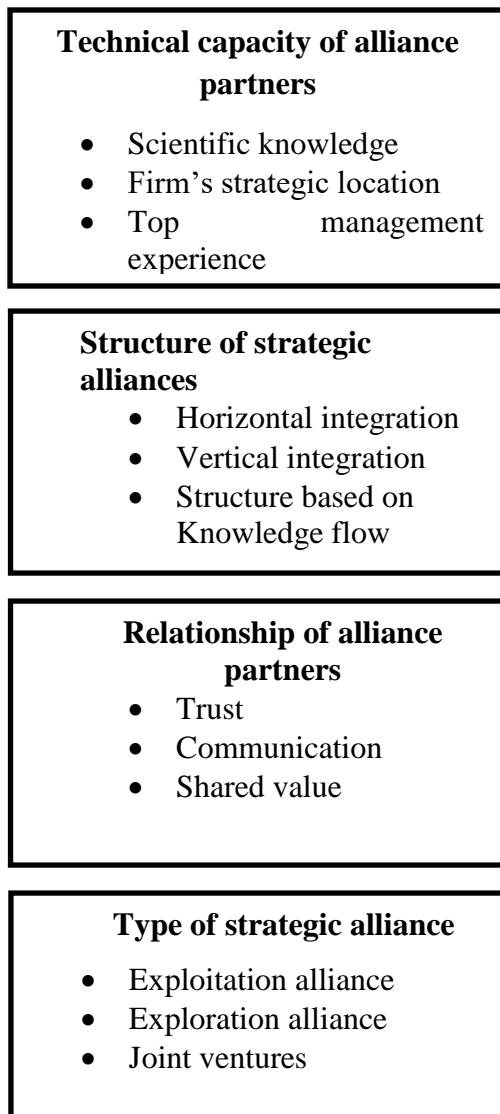 Technical capacity of alliance
partners
• Scientific knowledge
• Firm's strategic location
• Top management
experience
Structure of strategic
alliances
• Horizontal integration
• Vertical integration
• Structure based on
Knowledge flow
Relationship of alliance
partners
• Trust
• Communication
• Shared value
Type of strategic alliance
• Exploitation alliance
• Exploration alliance
• Joint ventures